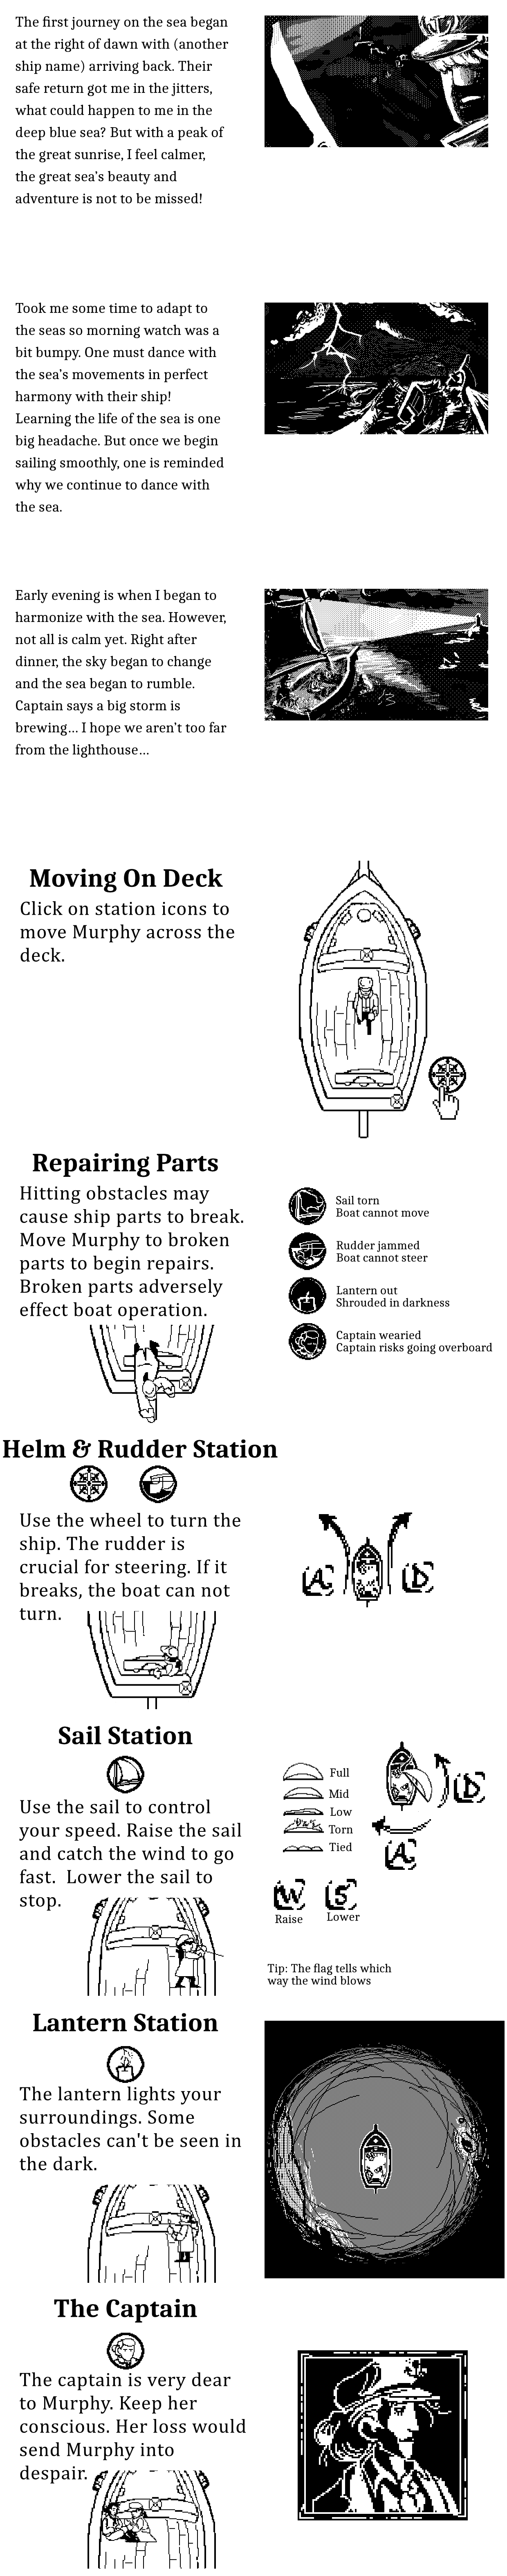 The first journey on the sea began
at the right of dawn with (another
ship name) arriving back. Their
safe return got me in the jitters,
what could happen to me in the
deep blue sea? But with a peak of
the great sunrise, I feel calmer,
the great sea's beauty and
adventure is not to be missed!
Took me some time to adapt to
the seas so morning watch was a
bit bumpy. One must dance with
the sea's movements in perfect
harmony with their ship!
Learning the life of the sea is one
big headache. But once we begin
sailing smoothly, one is reminded
why we continue to dance with
the sea.
Early evening is when I began to
harmonize with the sea. However,
not all is calm yet. Right after
dinner, the sky began to change
and the sea began to rumble.
Captain says a big storm is
brewing... I hope we aren't too far
from the lighthouse...
Moving On Deck
Click on station icons to
move Murphy across the
deck.
Repairing Parts
Hitting obstacles may
cause ship parts to break.
Move Murphy to broken
parts to begin repairs.
Broken parts adversely
effect boat operation.
Sail torn
Boat cannot move
Rudder jammed
Boat cannot steer
Lantern out
Shrouded in darkness
Captain wearied
Captain risks going overboard
Helm & Rudder Station
Use the wheel to turn the
ship. The rudder is
crucial for steering. If it
breaks, the boat can not
turn.
A D
Sail Station
Use the sail to control
your speed. Raise the sail
and catch the wind to go
fast.  Lower the sail to
stop.
Full
Mid
Low
Torn
Tied
D
A
W S
Raise Lower
Tip: The flag tells which
way the wind blows
Lantern Station
The lantern lights your
surroundings. Some
obstacles can't be seen in
the dark.
The Captain
The captain is very dear
to Murphy. Keep her
conscious. Her loss would
send Murphy into
despair.